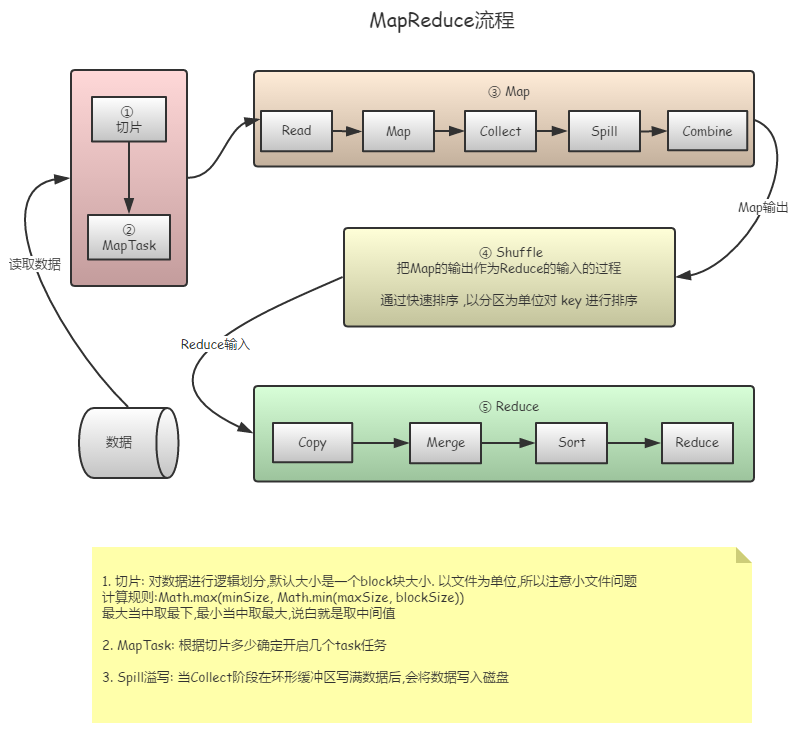 MapReduce流程
①
切片
②
MapTask
读取数据
数据
③ Map
Read
Map
Collect
Spill
Combine
Map输出
④ Shuffle
把Map的输出作为Reduce的输入的过程
通过快速排序 ,以分区为单位对 key 进行排序
Reduce输入
⑤ Reduce
Copy
Merge
Sort
Reduce
1. 切片: 对数据进行逻辑划分,默认大小是一个block块大小. 以文件为单位,所以注意小文件问题
计算规则:Math.max(minSize, Math.min(maxSize, blockSize))
最大当中取最下,最小当中取最大,说白就是取中间值
2. MapTask: 根据切片多少确定开启几个task任务
3. Spill溢写: 当Collect阶段在环形缓冲区写满数据后,会将数据写入磁盘